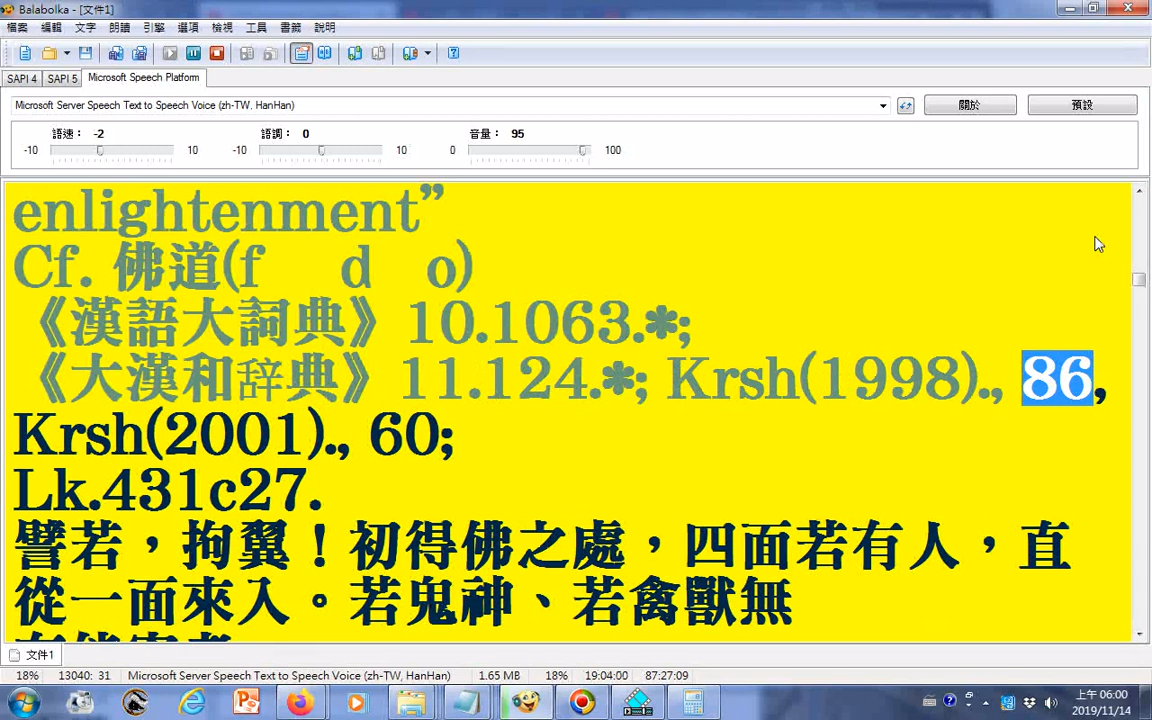 Balabolka - [文件1]
檔案 編輯 文字 朗讀 引擎 選項 檢視 工具 書籤 說明
SAPI 4 SAPI 5 Microsoft Speech Platform
Microsoft Server Speech Text to Speech Voice (zh-TW, HanHan) 關於 預設
語速： -2 語調： 0 音量： 95
-10 10 -10 10 0 100
enlightenment”
Cf. 佛道(f d o)
《漢語大詞典》 10.1063.*;
《大漢和辞典》 11.124.*; Krsh(1998)., 86,
Krsh(2001)., 60;
Lk.431c27.
譬若，拘翼！初得佛之處，四面若有人，直
從一面來入。若鬼神、若禽獸無
文件1
18% 13040: 31 Microsoft Server Speech Text to Speech Voice (zh-TW, HanHan) 1.65 MB 18% 19:04:00 87:27:09
上午 06:00
2019/11/14